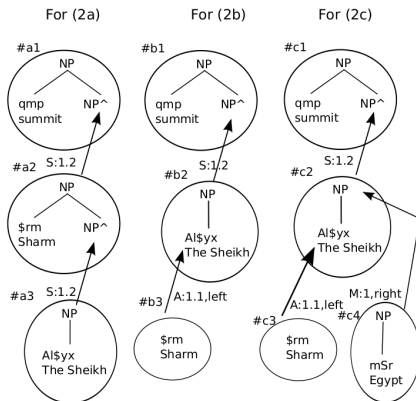 For (2a)
#a1
NP
qmp
summit
NP^
S:1.2
#a2
NP
$rm
Sharm
NP^
S:1.2
#a3
NP
Al$yx
The Sheikh
For (2b)
#b1
NP
qmp
summit
NP^
S:1.2
#b2
NP
Al$yx
The Sheikh
A:1.1,left
#b3
$rm
Sharm
For (2c)
#c1
NP
qmp
summit
NP^
S:1.2
#c2
NP
Al$yx
The Sheikh
A:1.1,left
#c3
$rm
Sharm
M:1,right
#c4
NP
mSr
Egypt